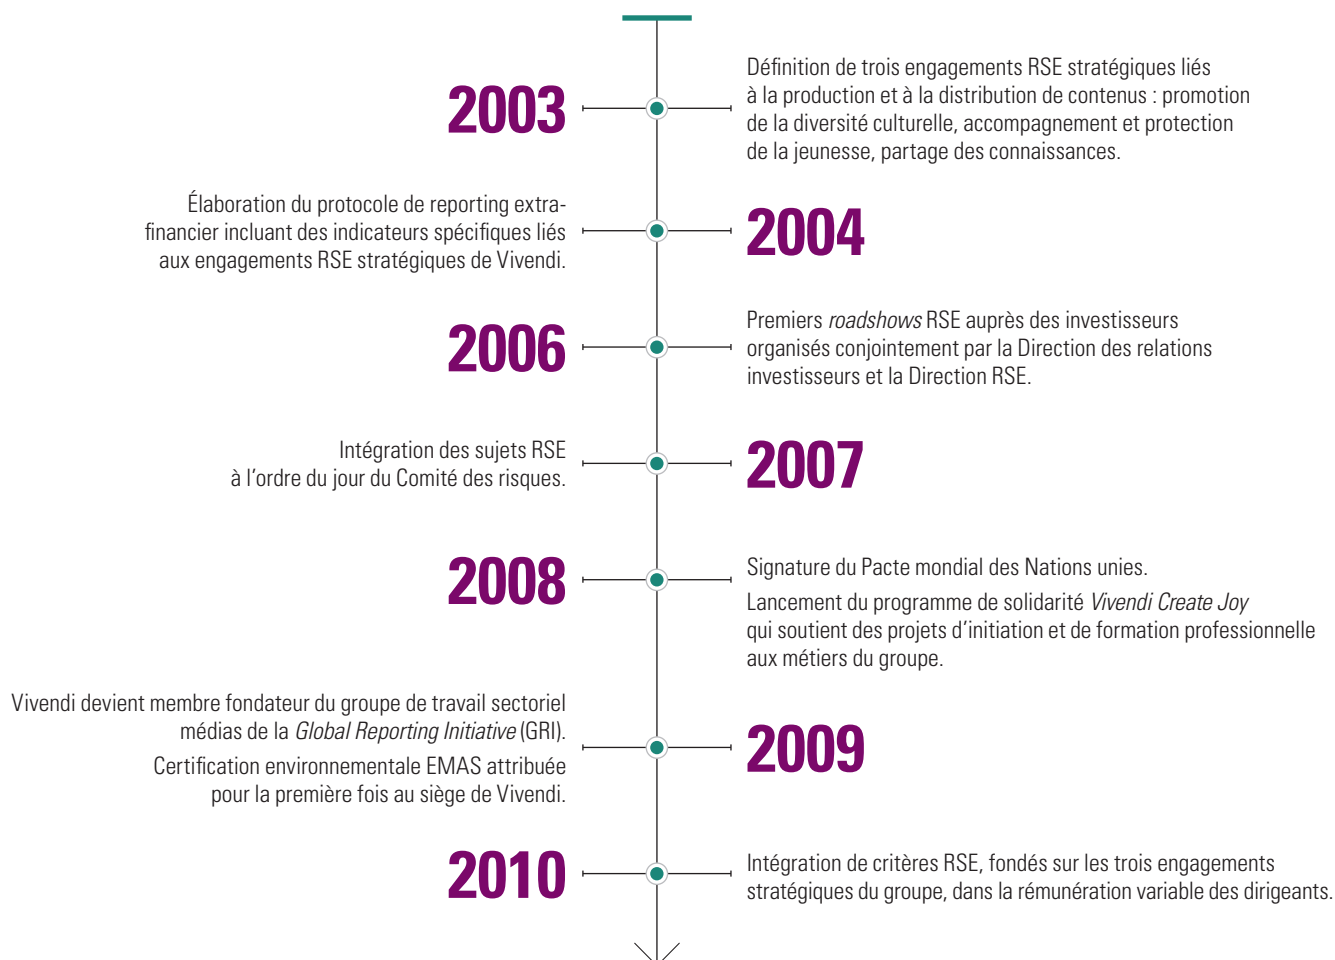 2003
Définition de trois engagements RSE stratégiques liés
à la production et à la distribution de contenus : promotion
de la diversité culturelle, accompagnement et protection
de la jeunesse, partage des connaissances.
Élaboration du protocole de reporting extra-
financier incluant des indicateurs spécifiques liés
aux engagements RSE stratégiques de Vivendi.
2004
2006
Premiers roadshows RSE auprès des investisseurs
organisés conjointement par la Direction des relations
investisseurs et la Direction RSE.
Intégration des sujets RSE
à l’ordre du jour du Comité des risques.
2007
2008
Signature du Pacte mondial des Nations unies.
Lancement du programme de solidarité Vivendi Create Joy
qui soutient des projets d’initiation et de formation professionnelle
aux métiers du groupe.
Vivendi devient membre fondateur du groupe de travail sectoriel
médias de la Global Reporting Initiative (GRI).
Certification environnementale EMAS attribuée
pour la première fois au siège de Vivendi.
2009
2010
Intégration de critères RSE, fondés sur les trois engagements
stratégiques du groupe, dans la rémunération variable des dirigeants.